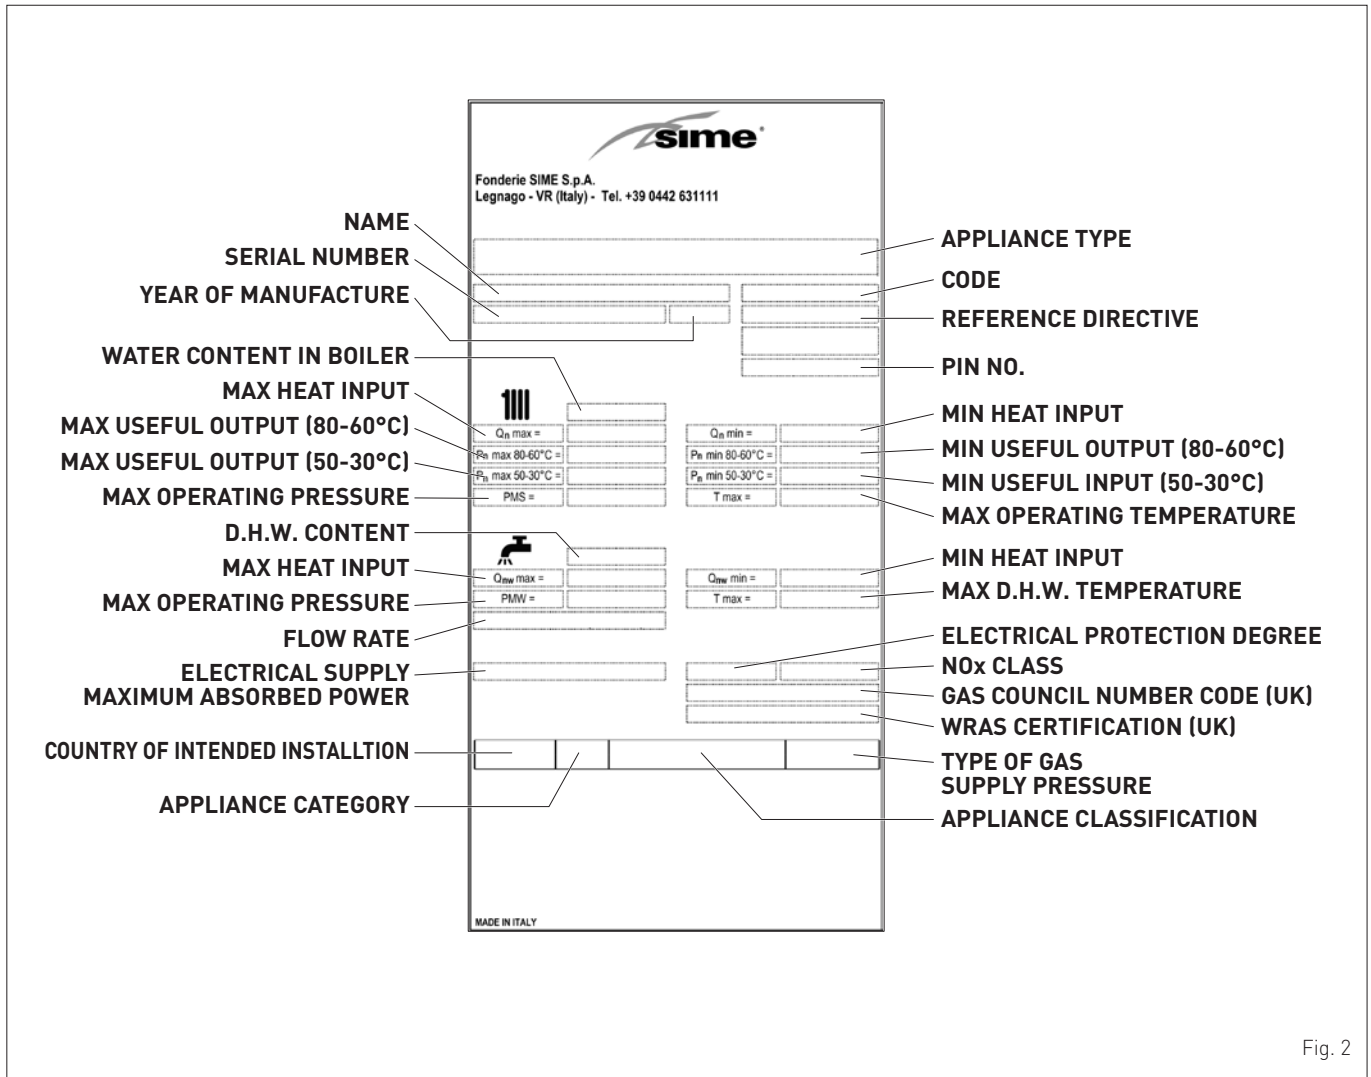 sime
Fonderie SIME S.p.A.
Legnago - VR (Italy) - Tel. +39 0442 631111
NAME
SERIAL NUMBER
YEAR OF MANUFACTURE
WATER CONTENT IN BOILER
MAX HEAT INPUT
MAX USEFUL OUTPUT (80-60°C)
MAX USEFUL OUTPUT (50-30°C)
MAX OPERATING PRESSURE
D.H.W. CONTENT
MAX HEAT INPUT
MAX OPERATING PRESSURE
FLOW RATE
ELECTRICAL SUPPLY
MAXIMUM ABSORBED POWER
COUNTRY OF INTENDED INSTALLTION
APPLIANCE CATEGORY
Qn max =
Pn max 80-60°C =
Pn max 50-30°C =
PMS =
Qnw max =
PMW =
Qn min =
Pn min 80-60°C =
Pn min 50-30°C =
T max =
Qnw min =
T max =
APPLIANCE TYPE
CODE
REFERENCE DIRECTIVE
PIN NO.
MIN HEAT INPUT
MIN USEFUL OUTPUT (80-60°C)
MIN USEFUL INPUT (50-30°C)
MAX OPERATING TEMPERATURE
MIN HEAT INPUT
MAX D.H.W. TEMPERATURE
ELECTRICAL PROTECTION DEGREE
NOx CLASS
GAS COUNCIL NUMBER CODE (UK)
WRAS CERTIFICATION (UK)
TYPE OF GAS
SUPPLY PRESSURE
APPLIANCE CLASSIFICATION
MADE IN ITALY
Fig. 2